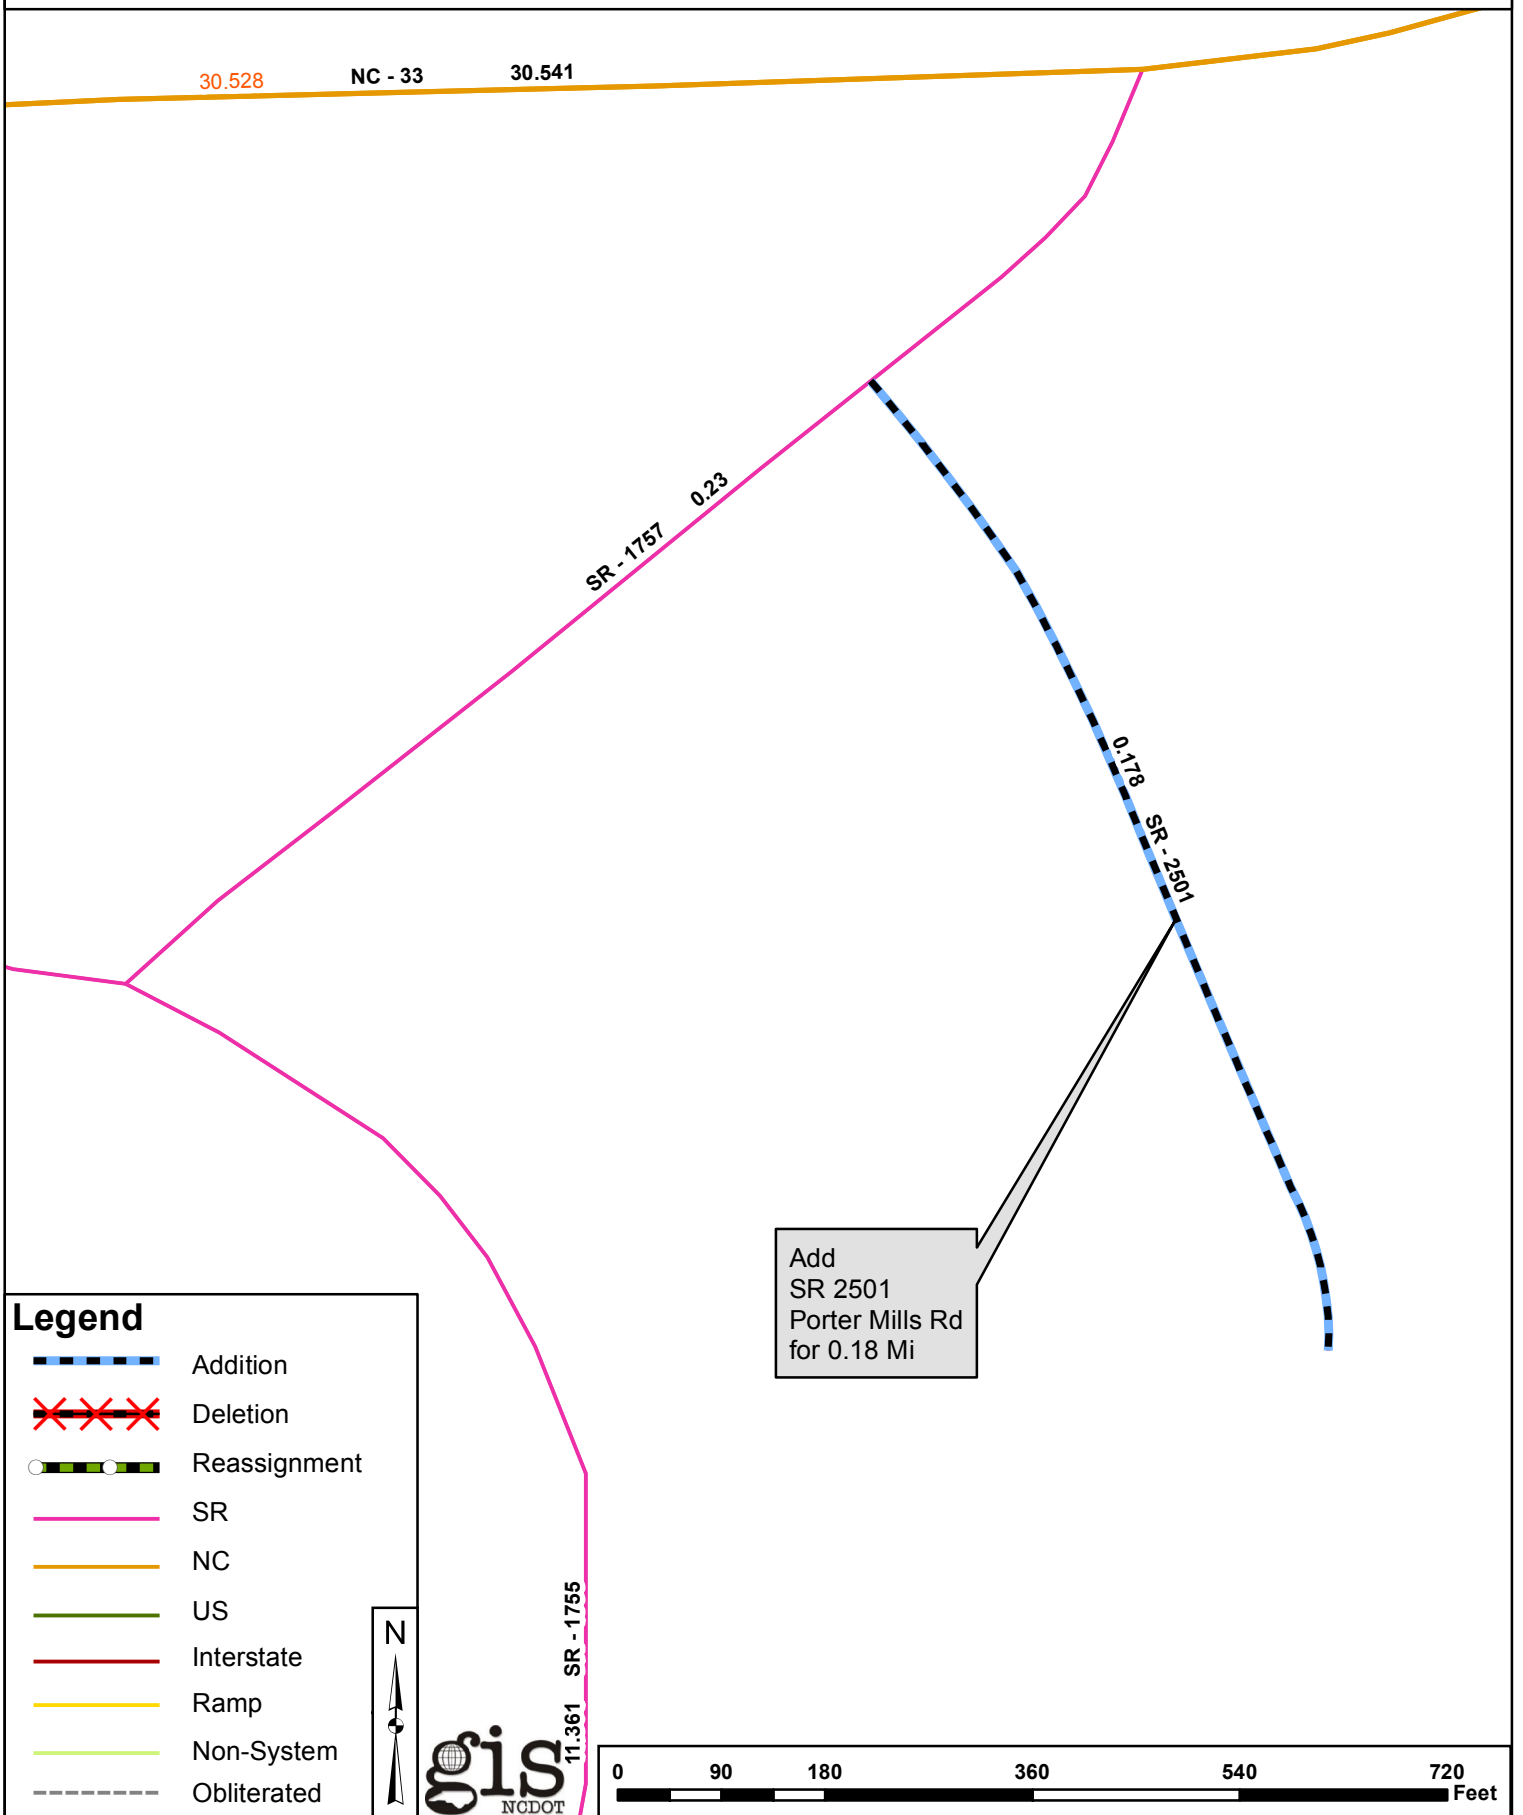 30.528 NC - 33 30.541
SR - 1757 0.23
0.178 SR - 2501
Add
SR 2501
Porter Mills Rd
for 0.18 Mi
11.361 SR - 1755
Legend
Addition
Deletion
Reassignment
SR
NC
US
Interstate
Ramp
Non-System
Obliterated
N
gis
NCDOT
0 90 180 360 540 720
Feet